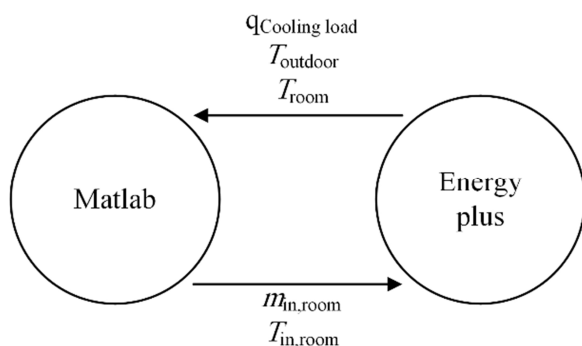 qCooling load
Toutdoor
Troom
Matlab
Energy
plus
min,room
Tin,room